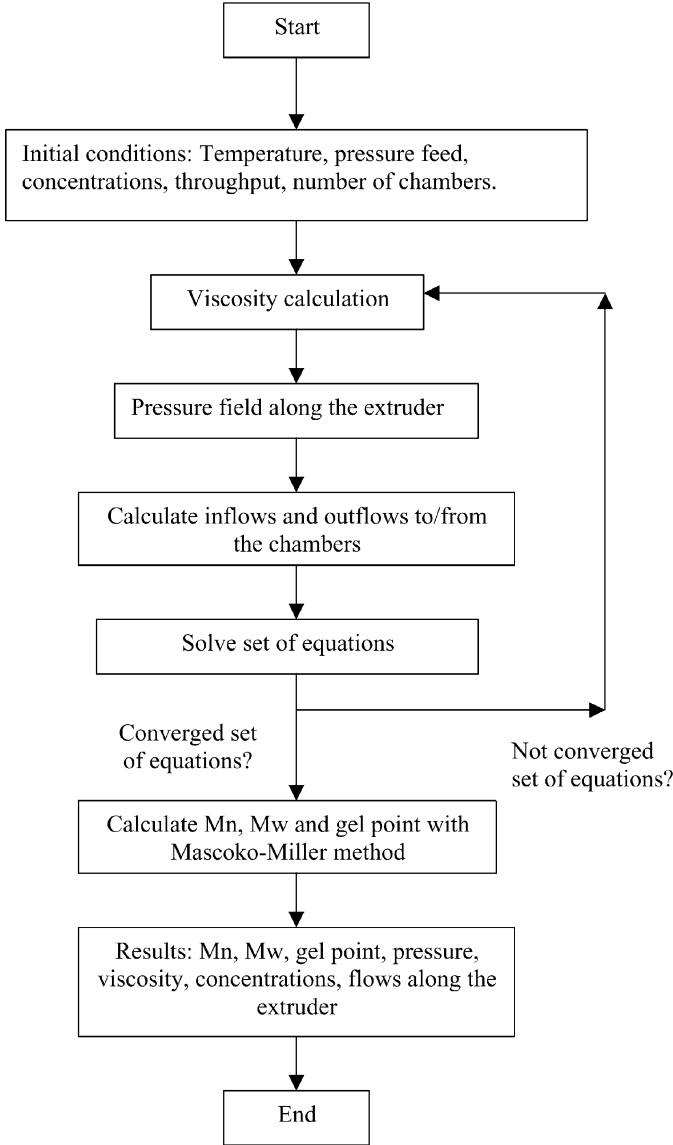 Start
Initial conditions: Temperature, pressure feed,
concentrations, throughput, number of chambers.
Viscosity calculation
Pressure field along the extruder
Calculate inflows and outflows to/from
the chambers
Solve set of equations
Converged set
of equations?
Not converged
set of equations?
Calculate Mn, Mw and gel point with
Mascoko-Miller method
Results: Mn, Mw, gel point, pressure,
viscosity, concentrations, flows along the
extruder
End